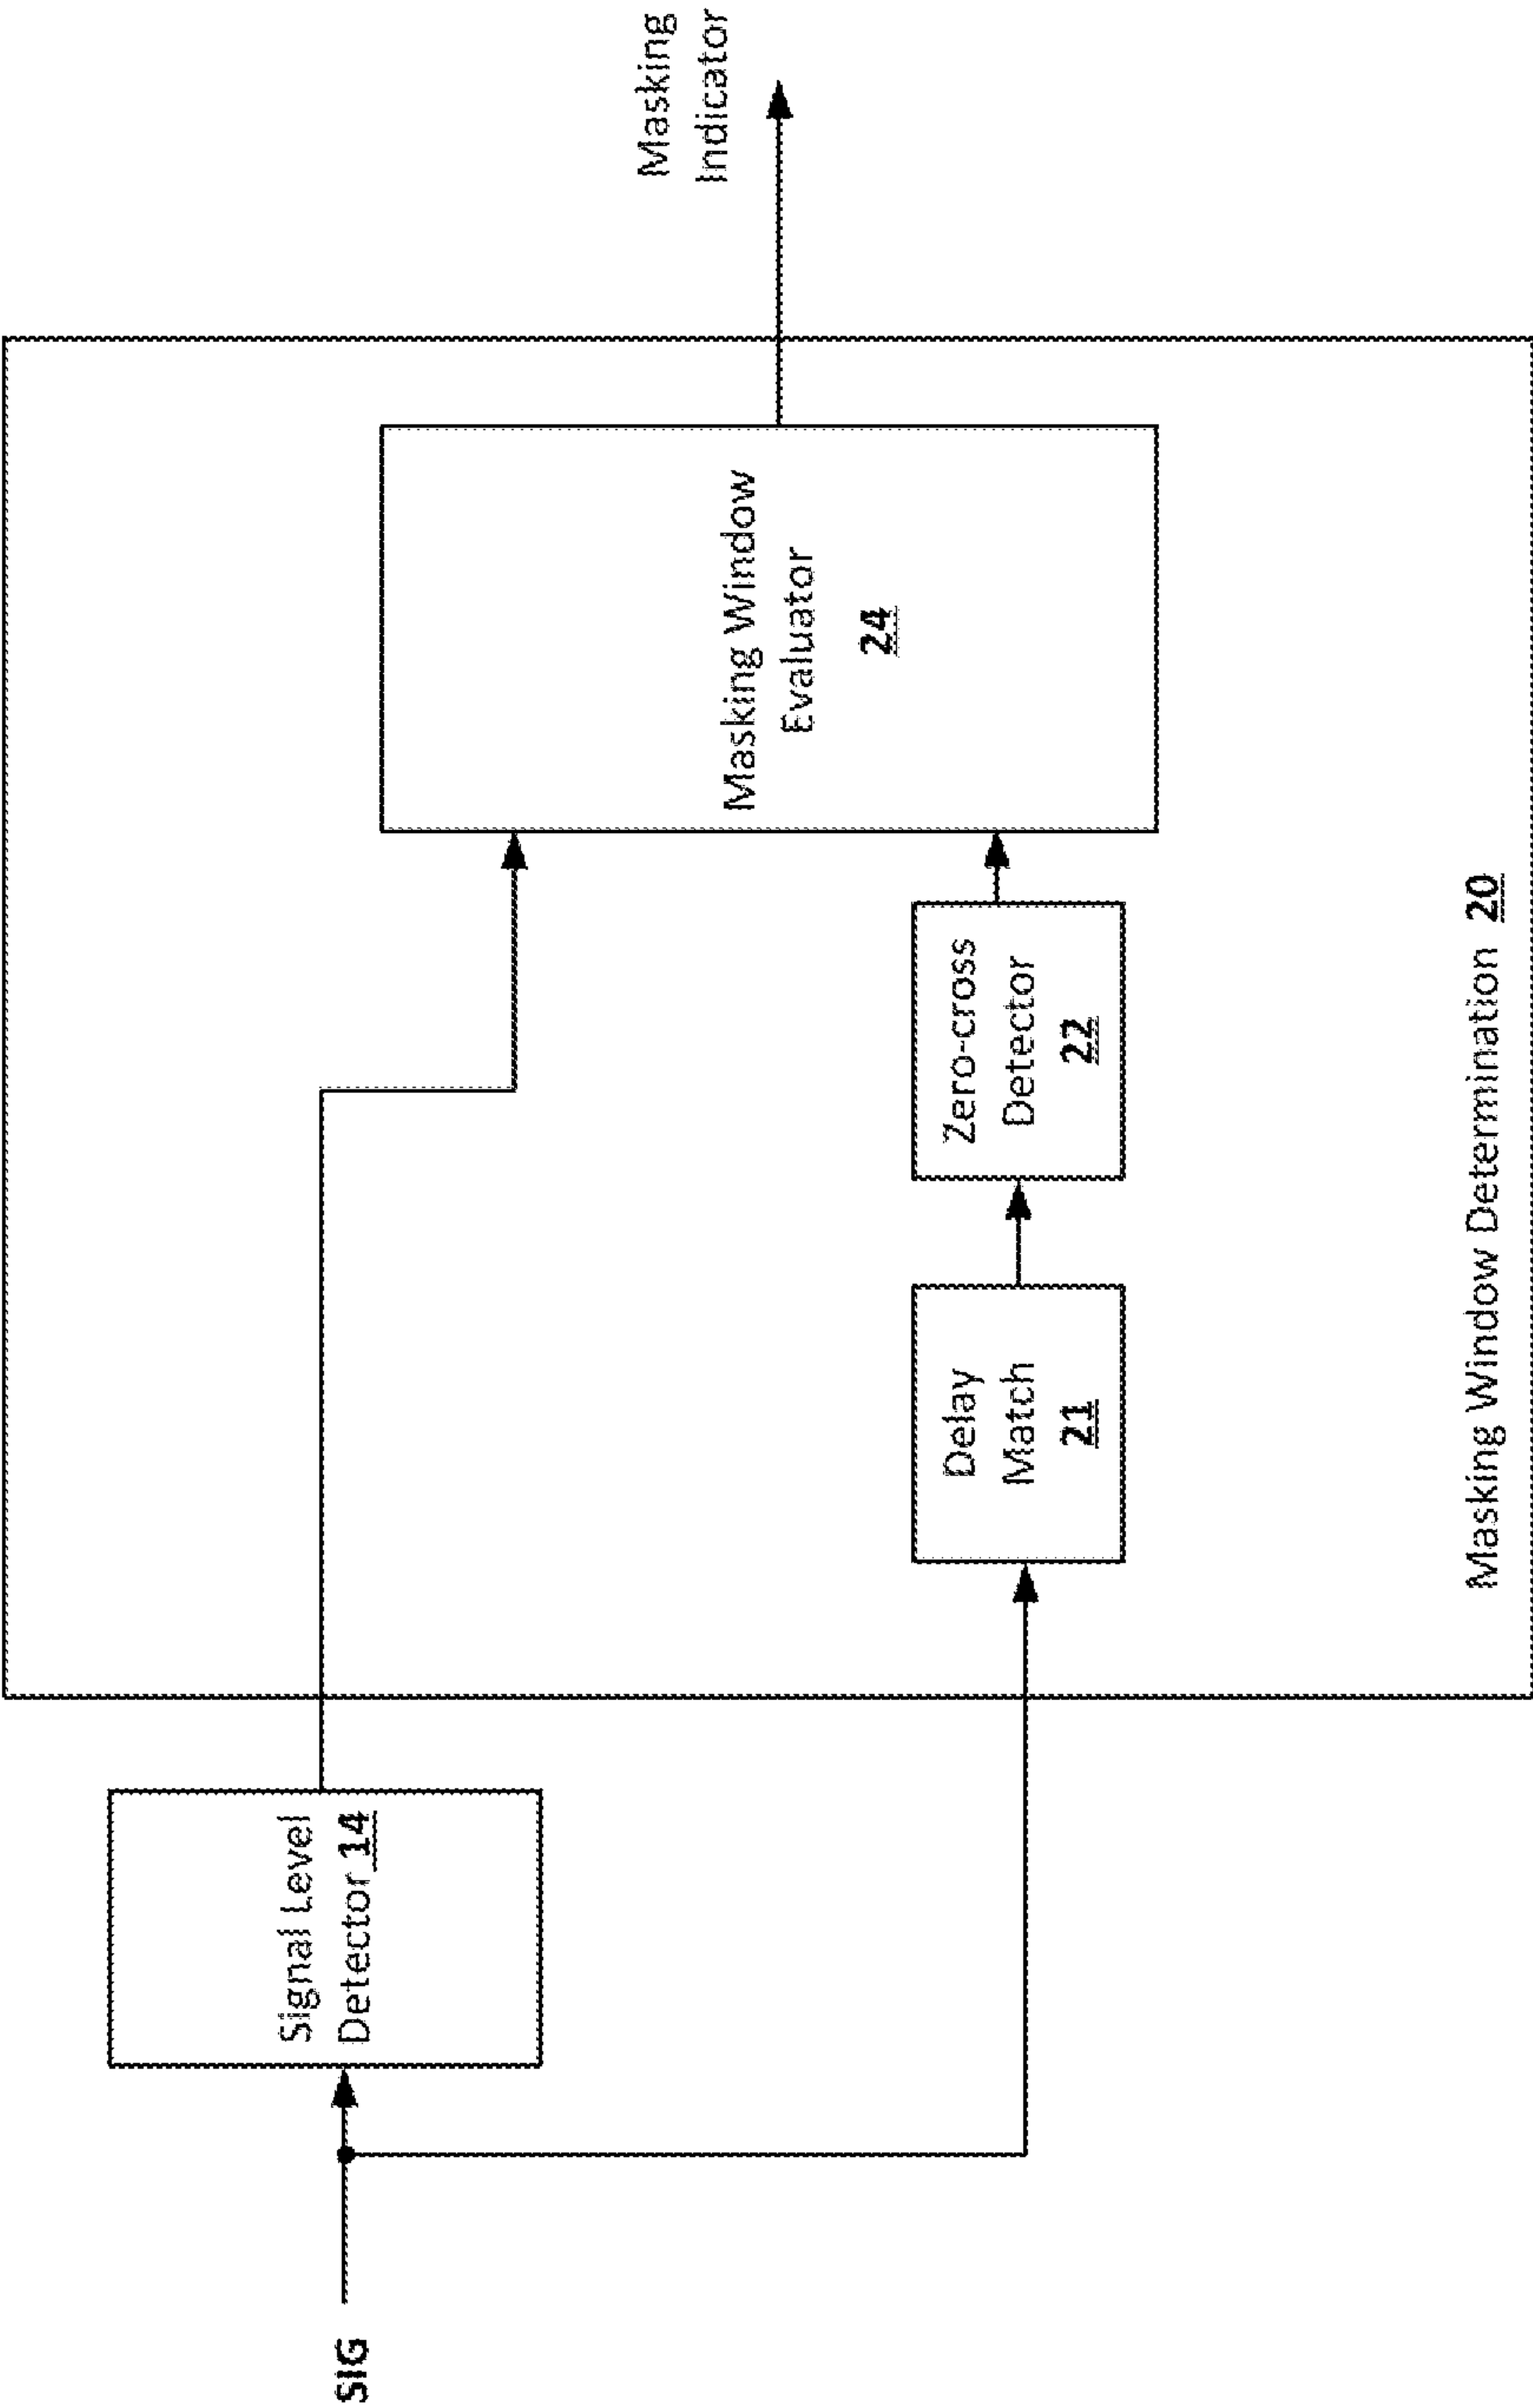 SIG
Signal Level
Detector 14
Delay
Match
21
Zero-cross
Detector
22
Masking Window
Evaluator
24
Masking
Indicator
Masking Window Determination 20